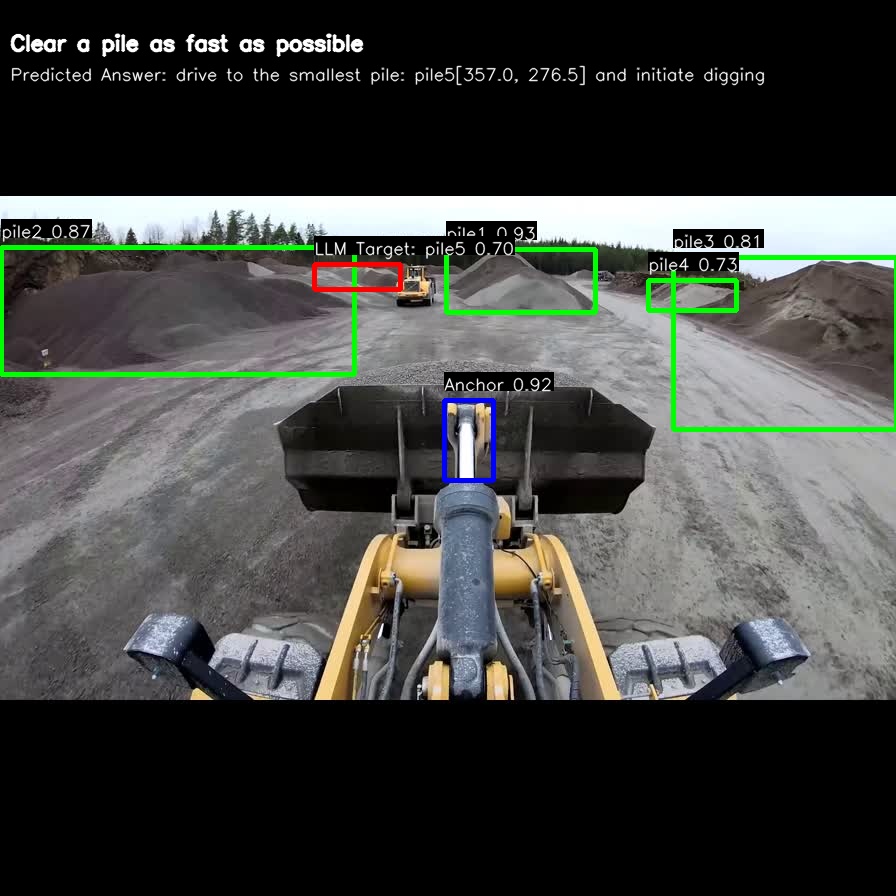 Clear a pile as fast as possible
Predicted Answer: drive to the smallest pile: pile5[357.0, 276.5] and initiate digging
pile2 0.87
pile1 0.93
LLM Target: pile5 0.70
pile3 0.81
pile4 0.73
Anchor 0.92